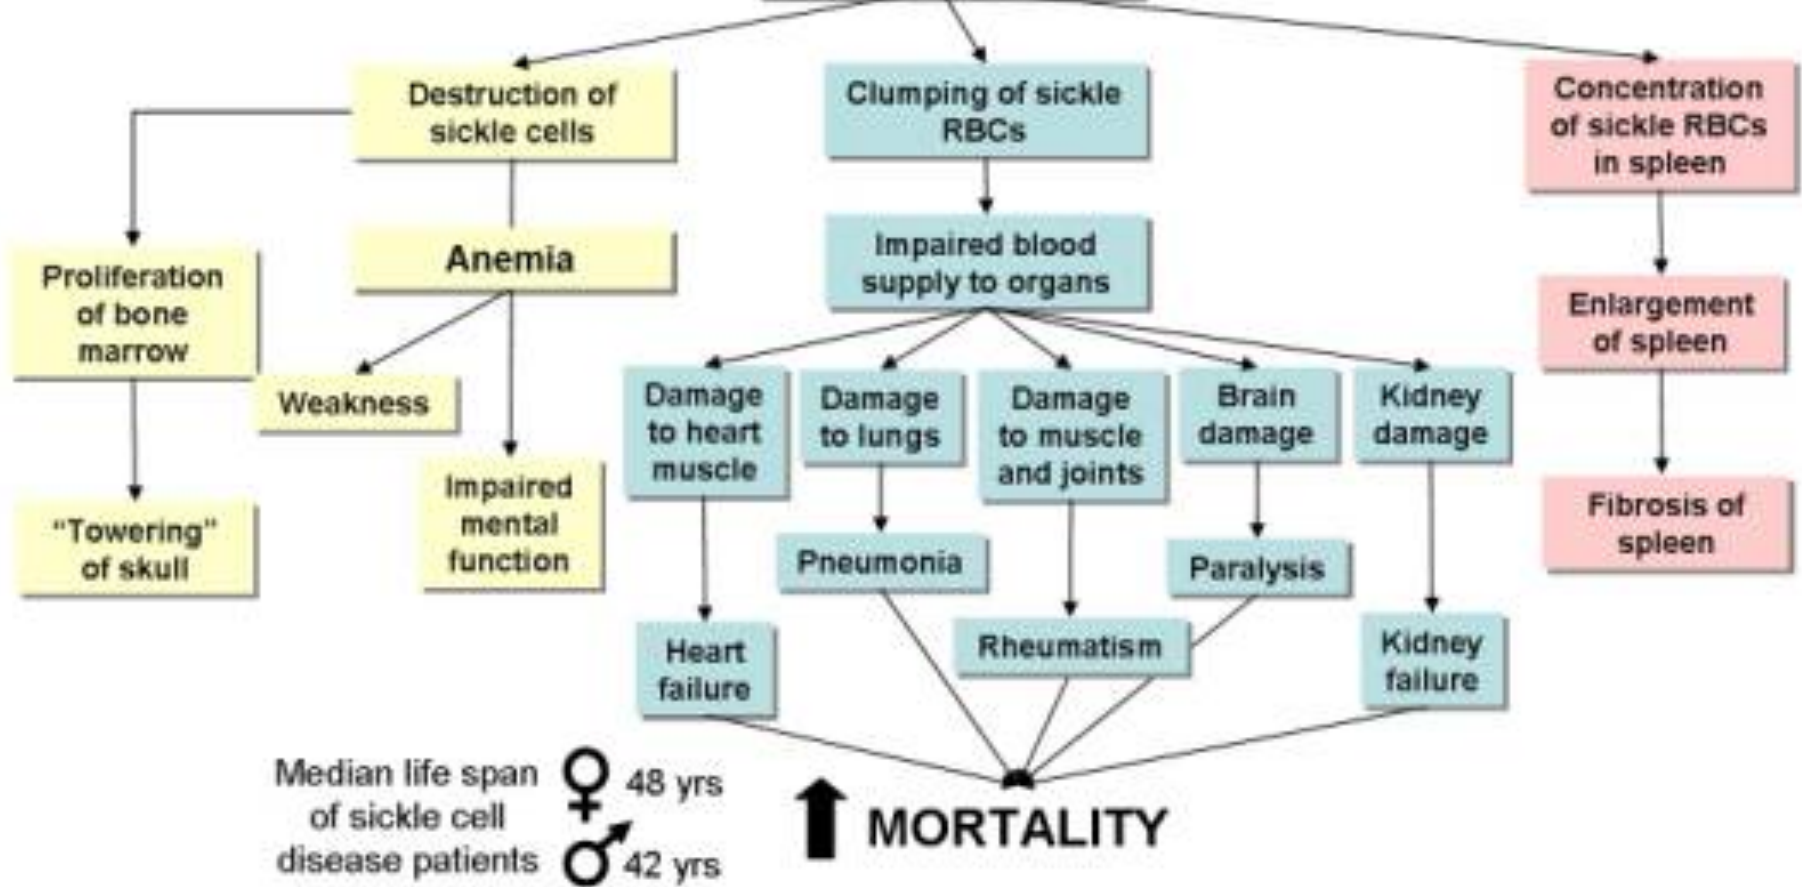 Destruction of
sickle cells
Clumping of sickle
RBCs
Concentration
of sickle RBCs
in spleen
Proliferation
of bone
marrow
Anemia
Impaired blood
supply to organs
Enlargement
of spleen
Weakness
Damage
to heart
muscle
Damage
to lungs
Damage
to muscle
and joints
Brain
damage
Kidney
damage
"Towering"
of skull
Impaired
mental
function
Pneumonia
Paralysis
Fibrosis of
spleen
Heart
failure
Rheumatism
Kidney
failure
Median life span
of sickle cell
disease patients
♀ 48 yrs
♂ 42 yrs
MORTALITY